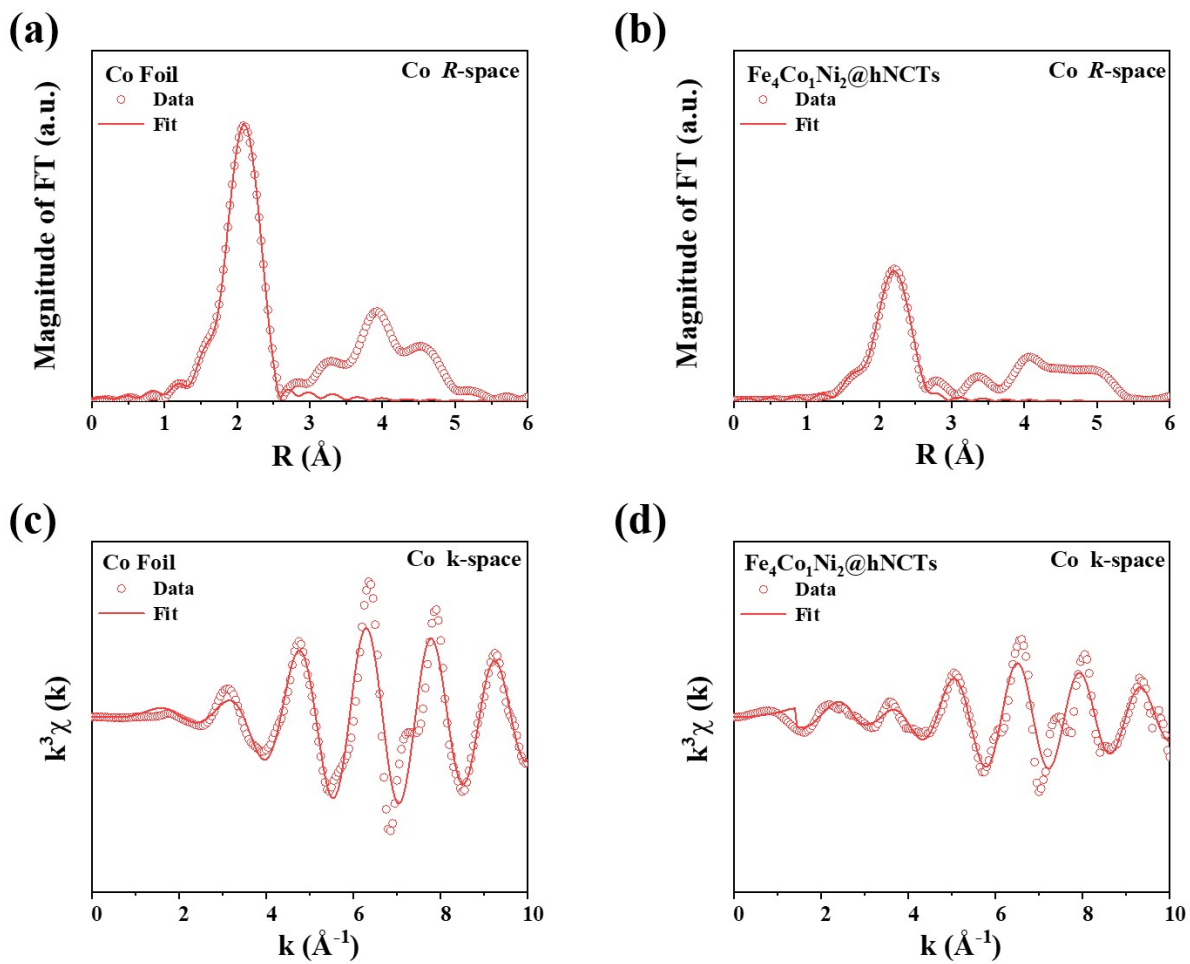 (a)
Co Foil
Co R-space
Data
Fit
Magnitude of FT (a.u.)
0 1 2 3 4 5 6
R (Å)
(b)
Fe₄Co₁Ni₂@hNCTs
Co R-space
Data
Fit
Magnitude of FT (a.u.)
0 1 2 3 4 5 6
R (Å)
(c)
Co Foil
Co k-space
Data
Fit
k³χ (k)
0 2 4 6 8 10
k (Å⁻¹)
(d)
Fe₄Co₁Ni₂@hNCTs
Co k-space
Data
Fit
k³χ (k)
0 2 4 6 8 10
k (Å⁻¹)